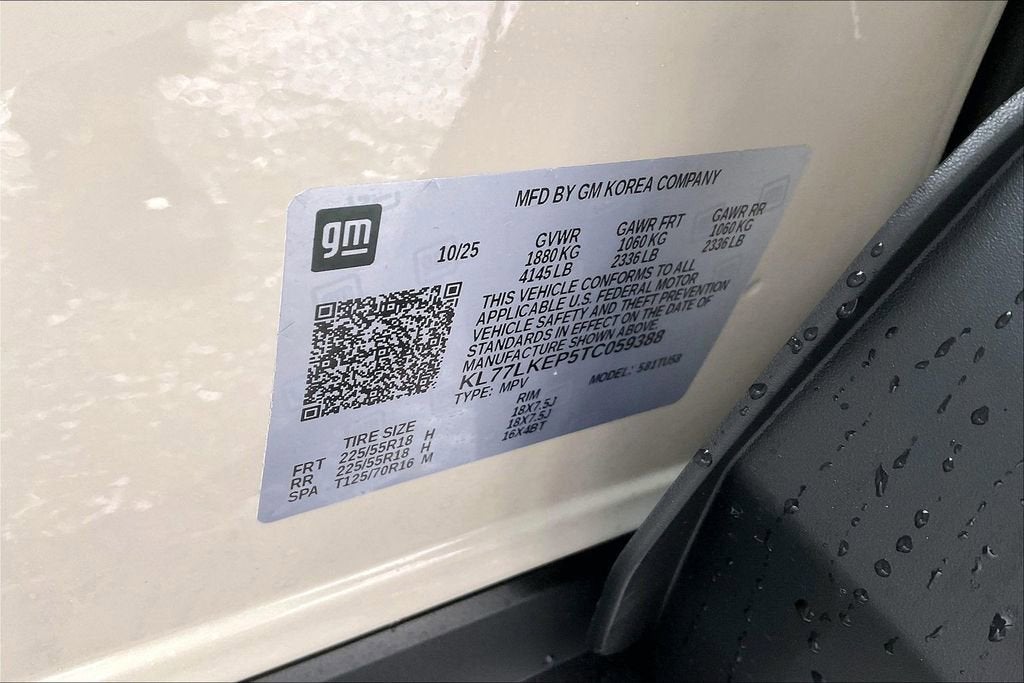 MFD BY GM KOREA COMPANY
gm
10/25
GVWR GAWR FRT GAWR RR
1880 KG 1060 KG 1060 KG
4145 LB 2336 LB 2336 LB
THIS VEHICLE CONFORMS TO ALL
APPLICABLE U.S. FEDERAL MOTOR
VEHICLE SAFETY AND THEFT PREVENTION
STANDARDS IN EFFECT ON THE DATE OF
MANUFACTURE SHOWN ABOVE.
KL77LKEP5TC059388
TYPE: MPV MODEL: 5B1TU58
TIRE SIZE RIM
FRT 225/55R18 H 18X7.5J
RR 225/55R18 H 18X7.5J
SPA T125/70R16 M 16X4BT